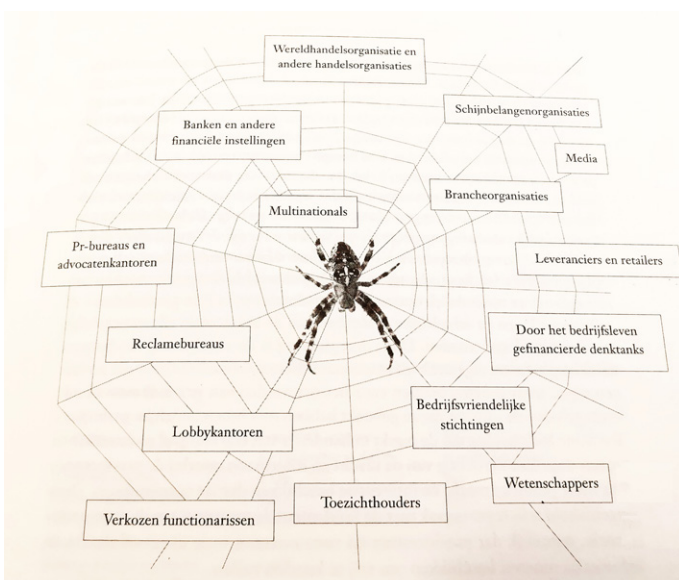 Wereldhandelsorganisatie en
andere handelsorganisaties
Schijnbelangenorganisaties
Banken en andere
financiële instellingen
Media
Brancheorganisaties
Multinationals
Pr-bureaus en
advocatenkantoren
Leveranciers en retailers
Door het bedrijfsleven
gefinancierde denktanks
Reclamebureaus
Bedrijfsvriendelijke
stichtingen
Lobbykantoren
Wetenschappers
Toezichthouders
Verkozen functionarissen